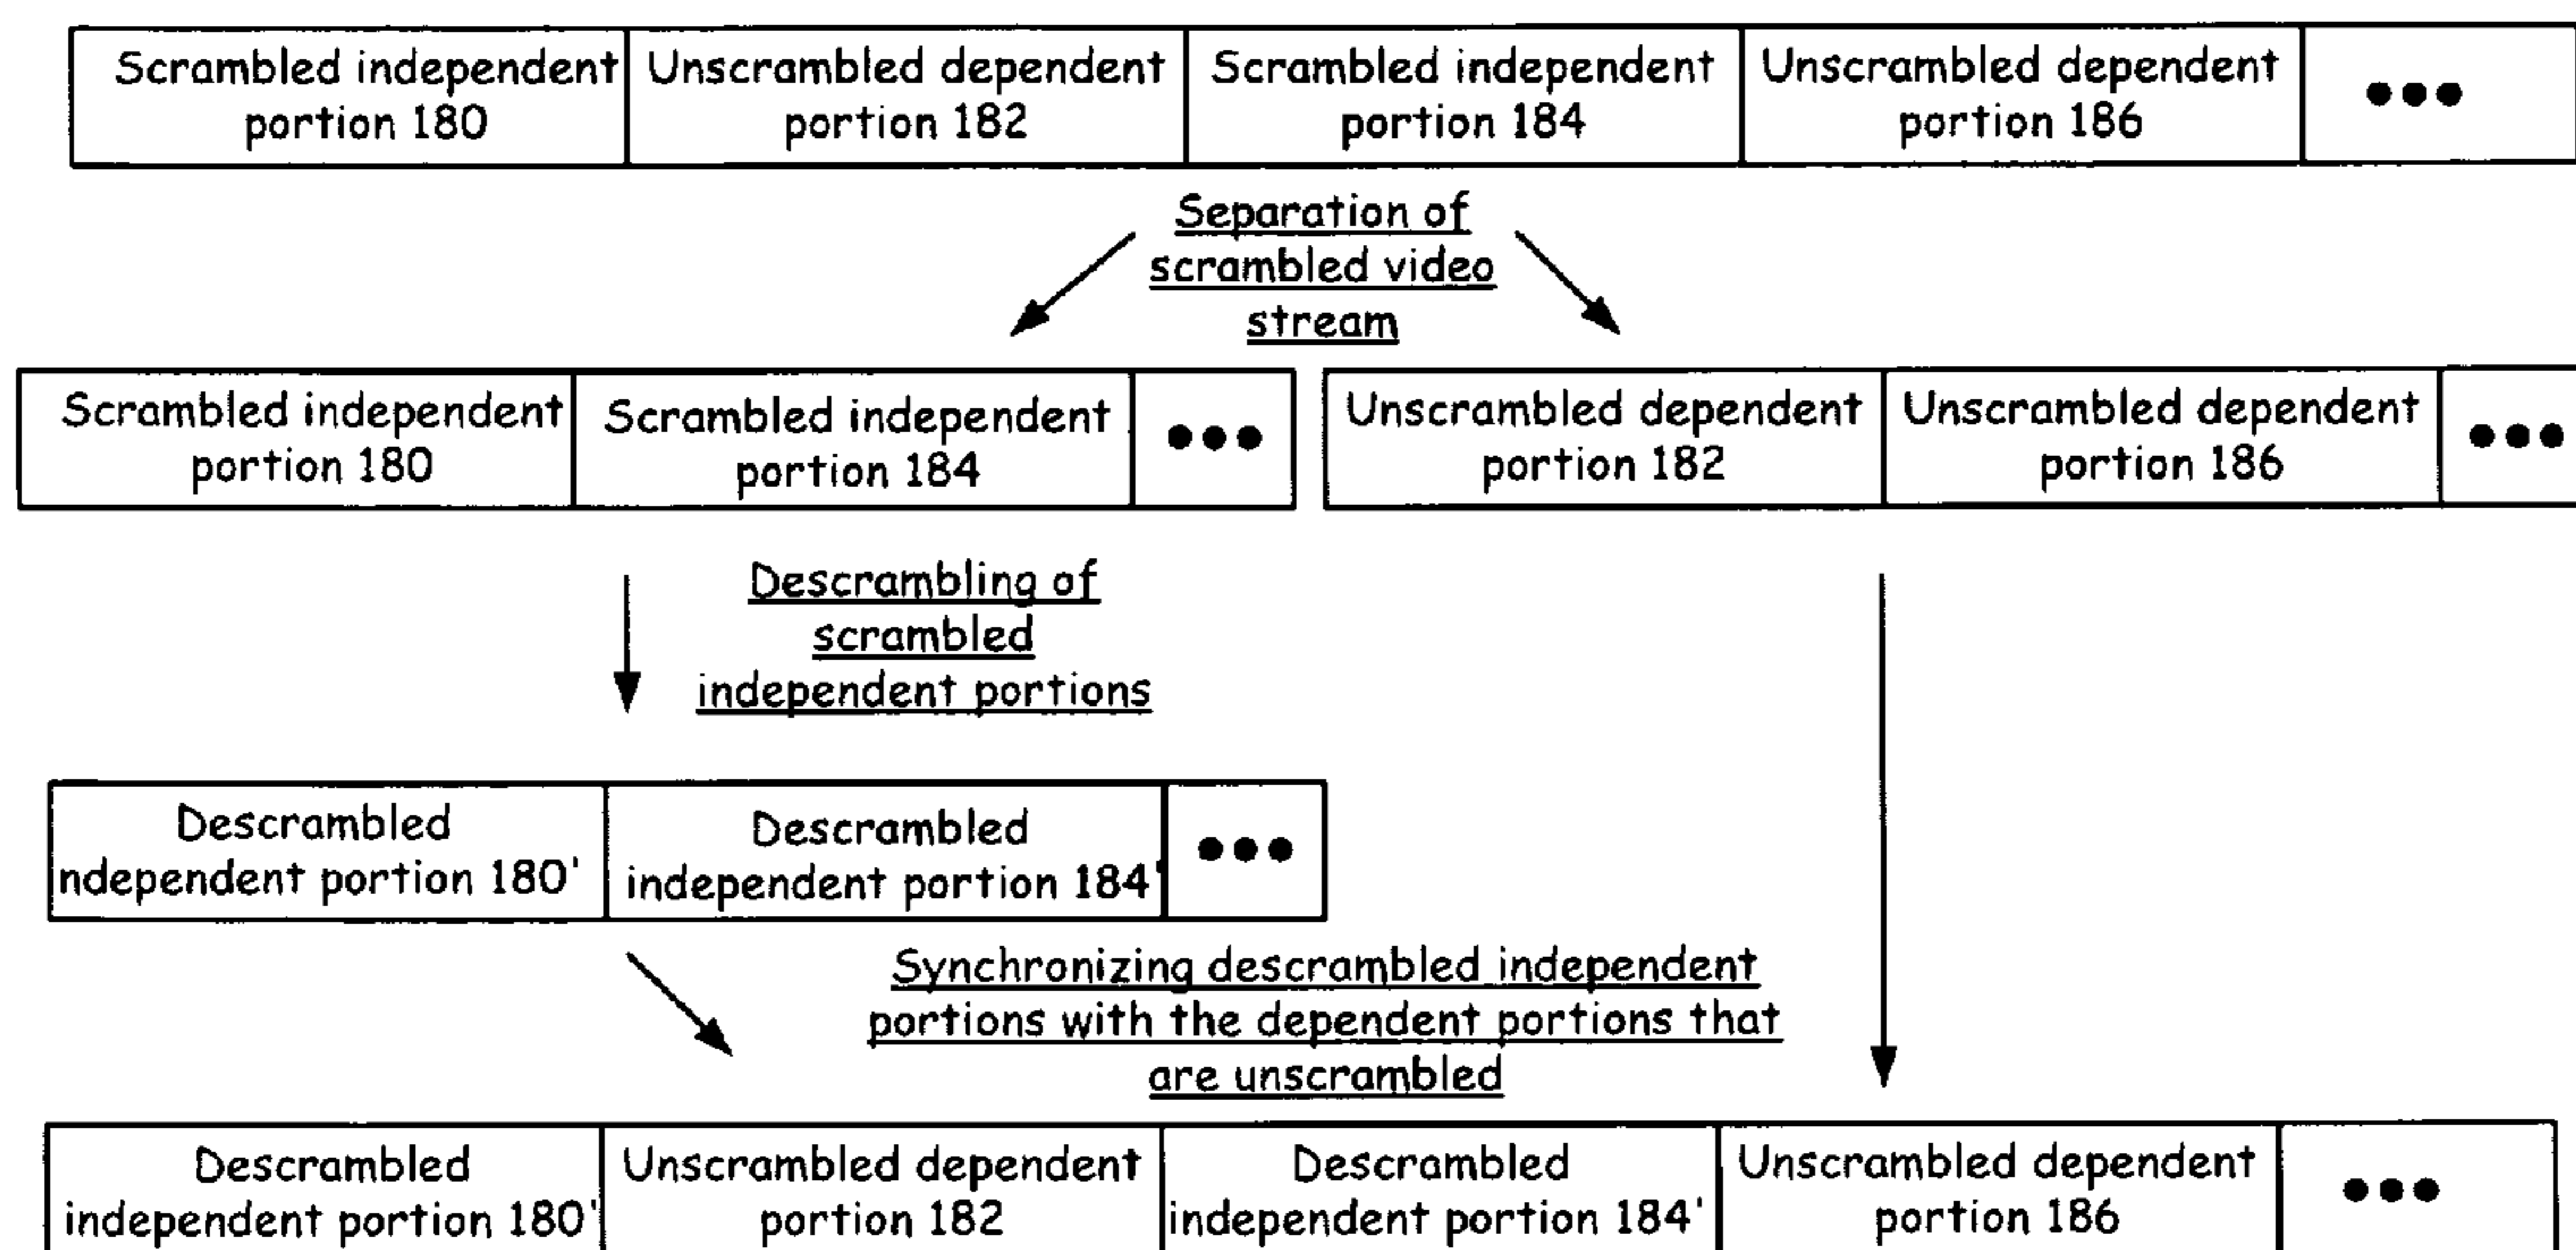 Scrambled independent
portion 180
Unscrambled dependent
portion 182
Scrambled independent
portion 184
Unscrambled dependent
portion 186
•••
Separation of
scrambled video
stream
Scrambled independent
portion 180
Scrambled independent
portion 184
•••
Unscrambled dependent
portion 182
Unscrambled dependent
portion 186
•••
Descrambling of
scrambled
independent portions
Descrambled
ndependent portion 180'
Descrambled
independent portion 184'
•••
Synchronizing descrambled independent
portions with the dependent portions that
are unscrambled
Descrambled
independent portion 180'
Unscrambled dependent
portion 182
Descrambled
independent portion 184'
Unscrambled dependent
portion 186
•••